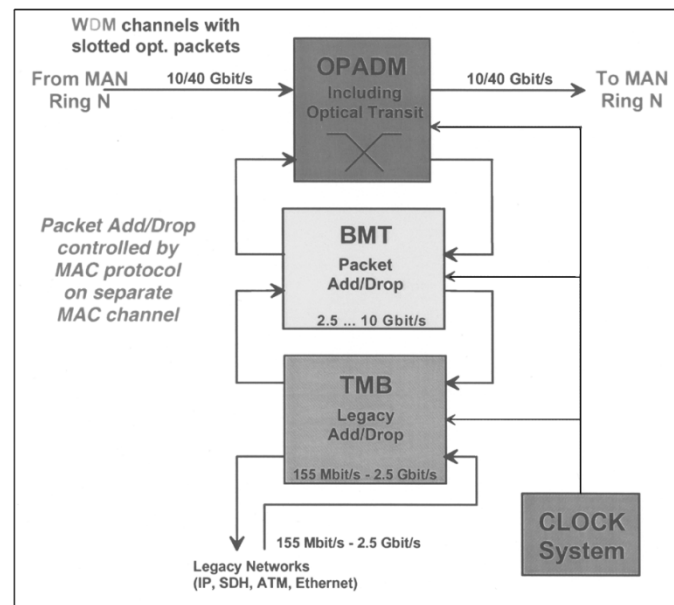 WDM channels with
slotted opt. packets
From MAN
Ring N
10/40 Gbit/s
OPADM
Including
Optical Transit
10/40 Gbit/s
To MAN
Ring N
Packet Add/Drop
controlled by
MAC protocol
on separate
MAC channel
BMT
Packet
Add/Drop
2.5 ... 10 Gbit/s
TMB
Legacy
Add/Drop
155 Mbit/s - 2.5 Gbit/s
155 Mbit/s - 2.5 Gbit/s
Legacy Networks
(IP, SDH, ATM, Ethernet)
CLOCK
System